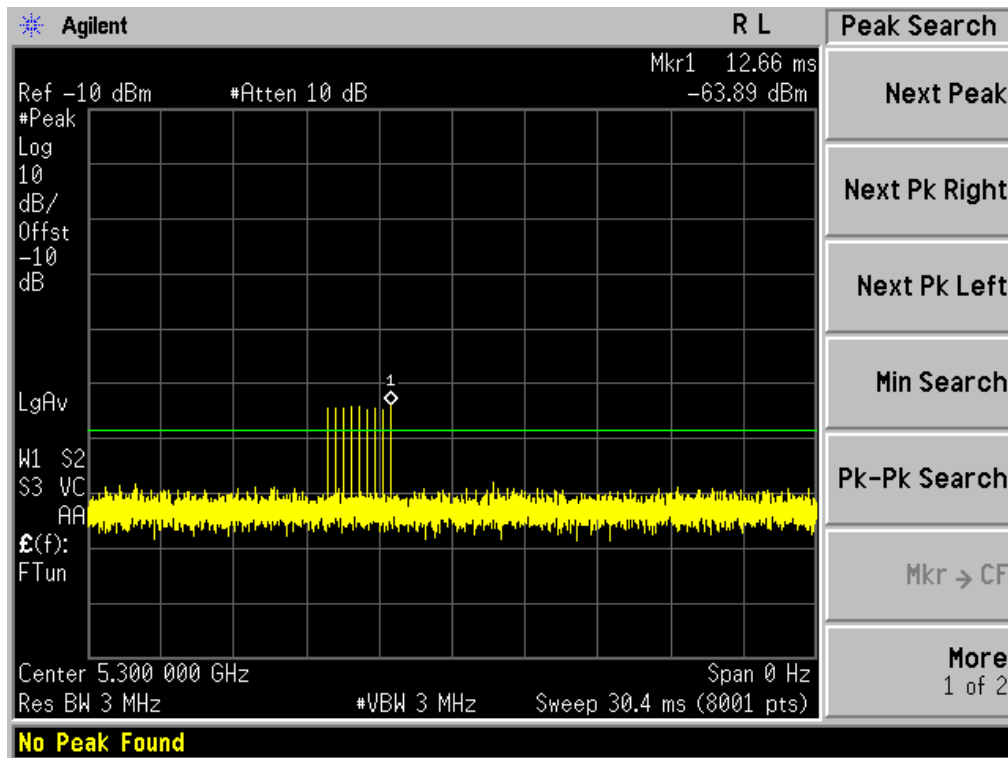 Agilent
R L
Peak Search
Mkr1 12.66 ms
Ref −10 dBm #Atten 10 dB −63.89 dBm
#Peak
Log
10
dB/
Offst
−10
dB
1
LgAv
W1 S2
S3 VC
AA
£(f):
FTun
Center 5.300 000 GHz Span 0 Hz
Res BW 3 MHz #VBW 3 MHz Sweep 30.4 ms (8001 pts)
No Peak Found
Next Peak
Next Pk Right
Next Pk Left
Min Search
Pk-Pk Search
Mkr → CF
More
1 of 2